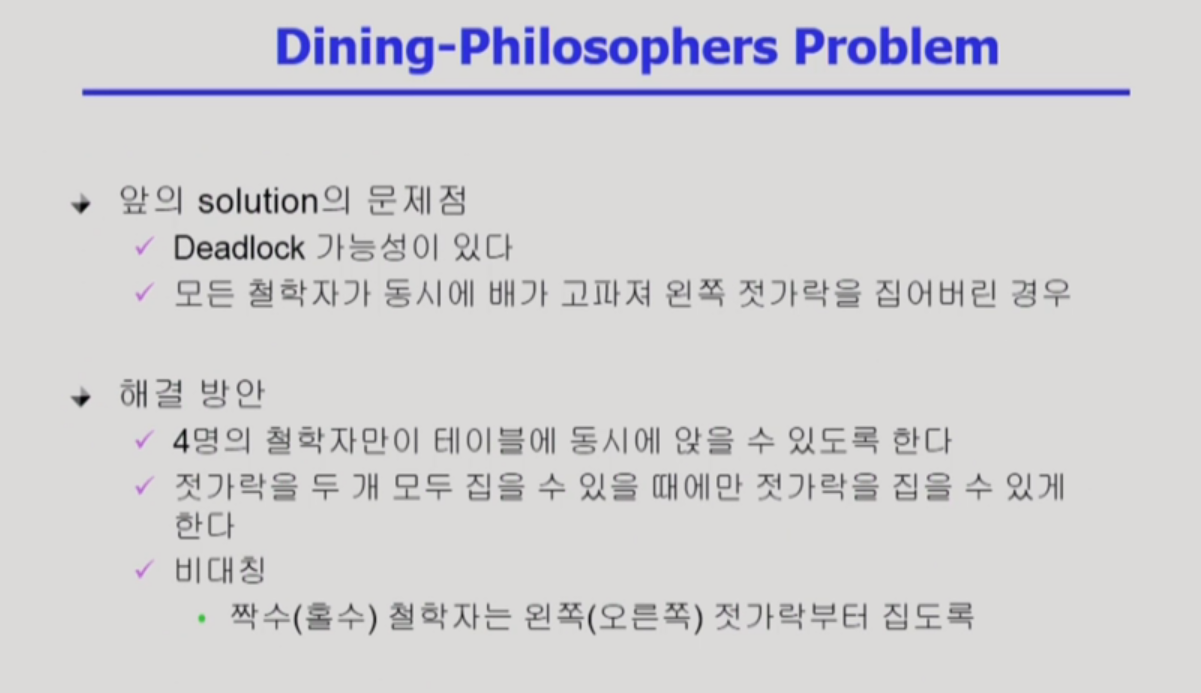 Dining-Philosophers Problem
앞의 solution의 문제점
Deadlock 가능성이 있다
모든 철학자가 동시에 배가 고파져 왼쪽 젓가락을 집어버린 경우
해결 방안
4명의 철학자만이 테이블에 동시에 앉을 수 있도록 한다
젓가락을 두 개 모두 집을 수 있을 때에만 젓가락을 집을 수 있게
한다
비대칭
짝수(홀수) 철학자는 왼쪽(오른쪽) 젓가락부터 집도록